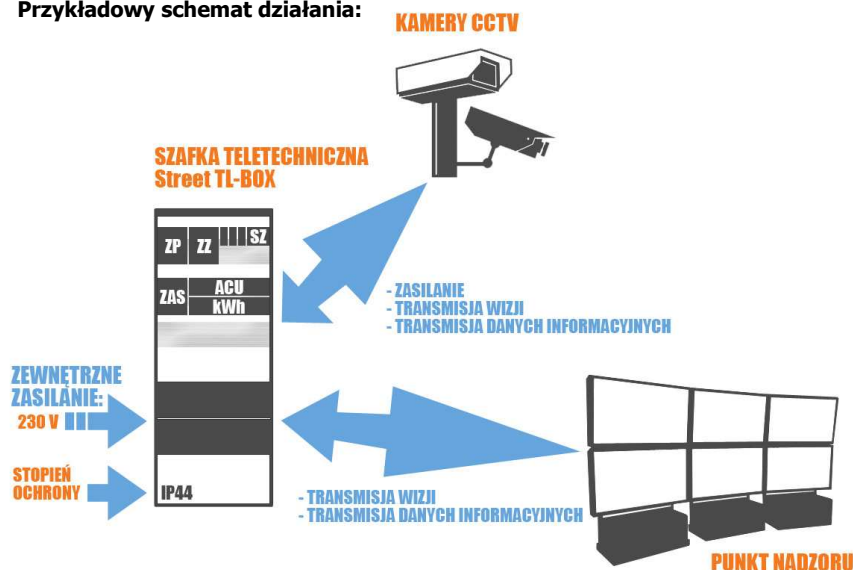 Przykładowy schemat działania:
KAMERY CCTV
SZAFKA TELETECHNICZNA
Street TL-BOX
ZP ZZ SZ
ZAS ACU
kWh
- ZASILANIE
- TRANSMISJA WIZJI
- TRANSMISJA DANYCH INFORMACYJNYCH
ZEWNĘTRZNE
ZASILANIE:
230 V
STOPIEŃ
OCHRONY
IP44
- TRANSMISJA WIZJI
- TRANSMISJA DANYCH INFORMACYJNYCH
PUNKT NADZORU